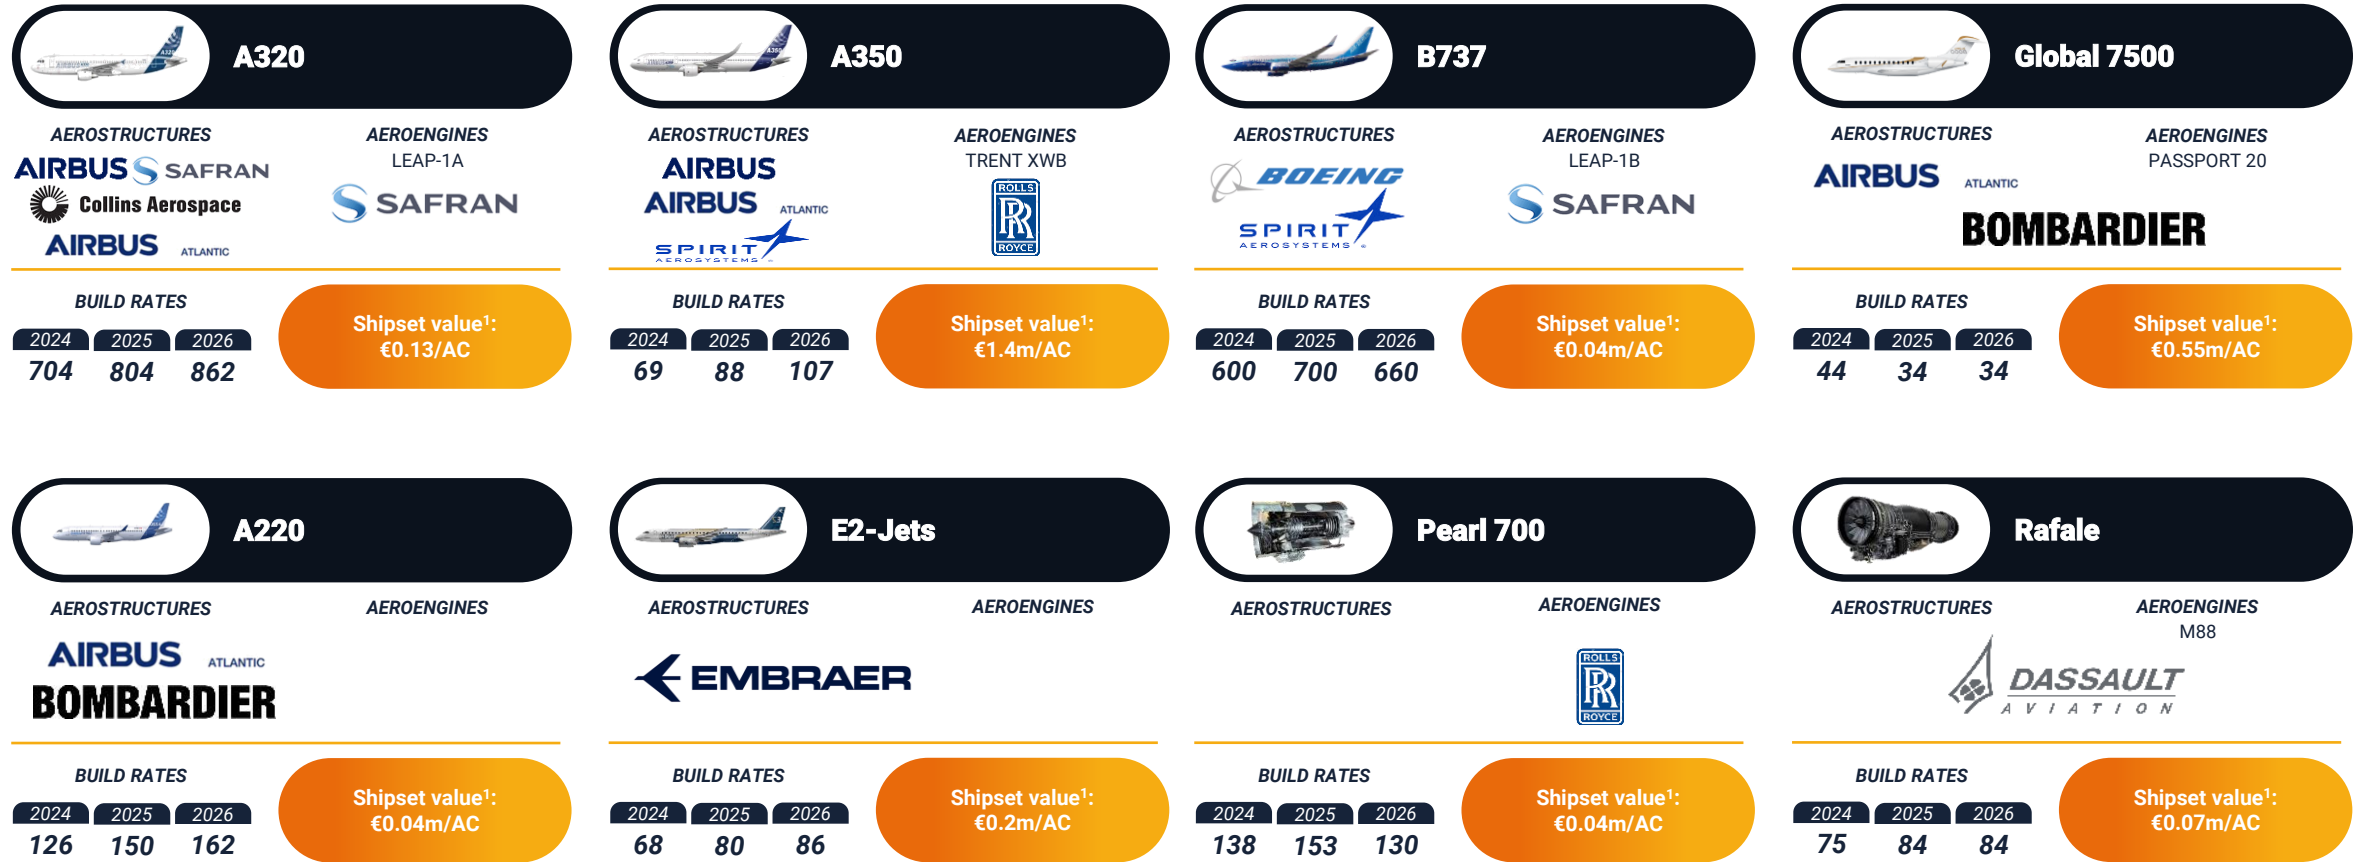 A320
AEROSTRUCTURES AEROENGINES
AIRBUS SAFRAN LEAP-1A
Collins Aerospace SAFRAN
AIRBUS ATLANTIC
BUILD RATES
2024 2025 2026
704 804 862
Shipset value¹:
€0.13/AC
A350
AEROSTRUCTURES AEROENGINES
AIRBUS TRENT XWB
AIRBUS ATLANTIC ROLLS
RR
SPIRIT ROYCE
AEROSYSTEMS
BUILD RATES
2024 2025 2026
69 88 107
Shipset value¹:
€1.4m/AC
B737
AEROSTRUCTURES AEROENGINES
LEAP-1B
BOEING SAFRAN
SPIRIT
AEROSYSTEMS ®
BUILD RATES
2024 2025 2026
600 700 660
Shipset value¹:
€0.04m/AC
Global 7500
AEROSTRUCTURES AEROENGINES
PASSPORT 20
AIRBUS ATLANTIC
BOMBARDIER
BUILD RATES
2024 2025 2026
44 34 34
Shipset value¹:
€0.55m/AC
A220
AEROSTRUCTURES AEROENGINES
AIRBUS ATLANTIC
BOMBARDIER
BUILD RATES
2024 2025 2026
126 150 162
Shipset value¹:
€0.04m/AC
E2-Jets
AEROSTRUCTURES AEROENGINES
EMBRAER
BUILD RATES
2024 2025 2026
68 80 86
Shipset value¹:
€0.2m/AC
Pearl 700
AEROSTRUCTURES AEROENGINES
ROLLS
RR
ROYCE
BUILD RATES
2024 2025 2026
138 153 130
Shipset value¹:
€0.04m/AC
Rafale
AEROSTRUCTURES AEROENGINES
M88
DASSAULT
AVIATION
BUILD RATES
2024 2025 2026
75 84 84
Shipset value¹:
€0.07m/AC